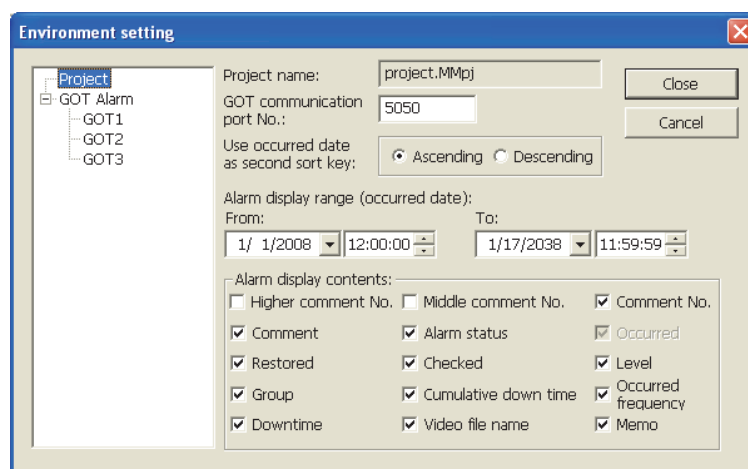 Environment setting
Project
GOT Alarm
GOT1
GOT2
GOT3
Project name:
project.MMpj
Close
GOT communication
port No.:
5050
Cancel
Use occurred date
as second sort key:
Ascending
Descending
Alarm display range (occurred date):
From:
To:
1/ 1/2008
12:00:00
1/17/2038
11:59:59
Alarm display contents:
Higher comment No.
Middle comment No.
Comment No.
Comment
Alarm status
Occurred
Restored
Checked
Level
Group
Cumulative down time
Occurred
frequency
Downtime
Video file name
Memo